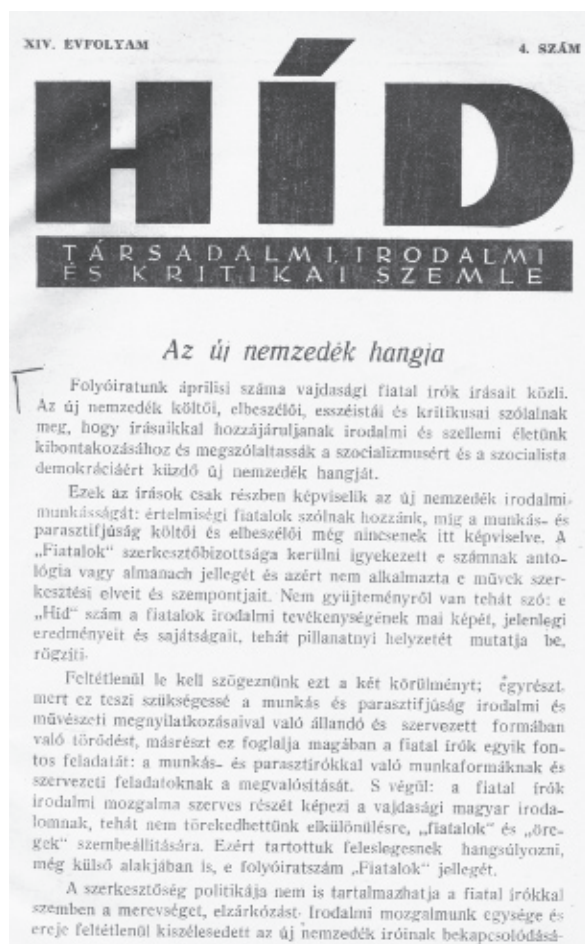 XIV. ÉVFOLYAM 4. SZÁM
HÍD
TÁRSADALMI, IRODALMI
ÉS KRITIKAI SZEMLE
Az új nemzedék hangja
Folyóiratunk áprilisi száma vajdasági fiatal írók írásait közli.
Az új nemzedék költői, elbeszélői, esszéistái és kritikusai szólalnak
meg, hogy írásaikkal hozzájáruljanak irodalmi és szellemi életünk
kibontakozásához és megszólaltassák a szocializmusért és a szocialista
demokráciáért küzdő új nemzedék hangját.
Ezek az írások csak részben képviselik az új nemzedék irodalmi
munkásságát: értelmiségi fiatalok szólnak hozzánk, míg a munkás- és
parasztifjúság költői és elbeszélői még nincsenek itt képviselve. A
„Fiatalok“ szerkesztőbizottsága kerülni igyekezett e számnak anto-
lógia vagy almanach jellegét és azért nem alkalmazta e művek szer-
kesztési elveit és szempontjait. Nem gyüjteményről van tehát szó: e
„Híd“ szám a fiatalok irodalmi tevékenységének mai képét, jelenlegi
eredményeit és sajátságait, tehát pillanatnyi helyzetét mutatja be,
rögzíti.
Feltétlenül le kell szögeznünk ezt a két körülményt; egyrészt,
mert ez teszi szükségessé a munkás és parasztifjúság irodalmi és
művészeti megnyilatkozásaival való állandó és szervezett formában
való törődést, másrészt ez foglalja magában a fiatal írók egyik fon-
tos feladatát: a munkás- és parasztírókkal való munkaformáknak és
szervezeti feladatoknak a megvalósítását. S végül: a fiatal írók
irodalmi mozgalma szerves részét képezi a vajdasági magyar iroda-
lomnak, tehát nem törekedhettünk elkülönülésre, „fiatalok“ és „öre-
gek“ szembeállítására. Ezért tartottuk feleslegesnek hangsúlyozni,
még külső alakjában is, e folyóiratszám „Fiatalok“ jellegét.
A szerkesztőség politikája nem is tartalmazhatja a fiatal írókkal
szemben a merevséget, elzárkózást. Irodalmi mozgalmunk egysége és
ereje feltétlenül kiszélesedett az új nemzedék íróinak bekapcsolódásá-